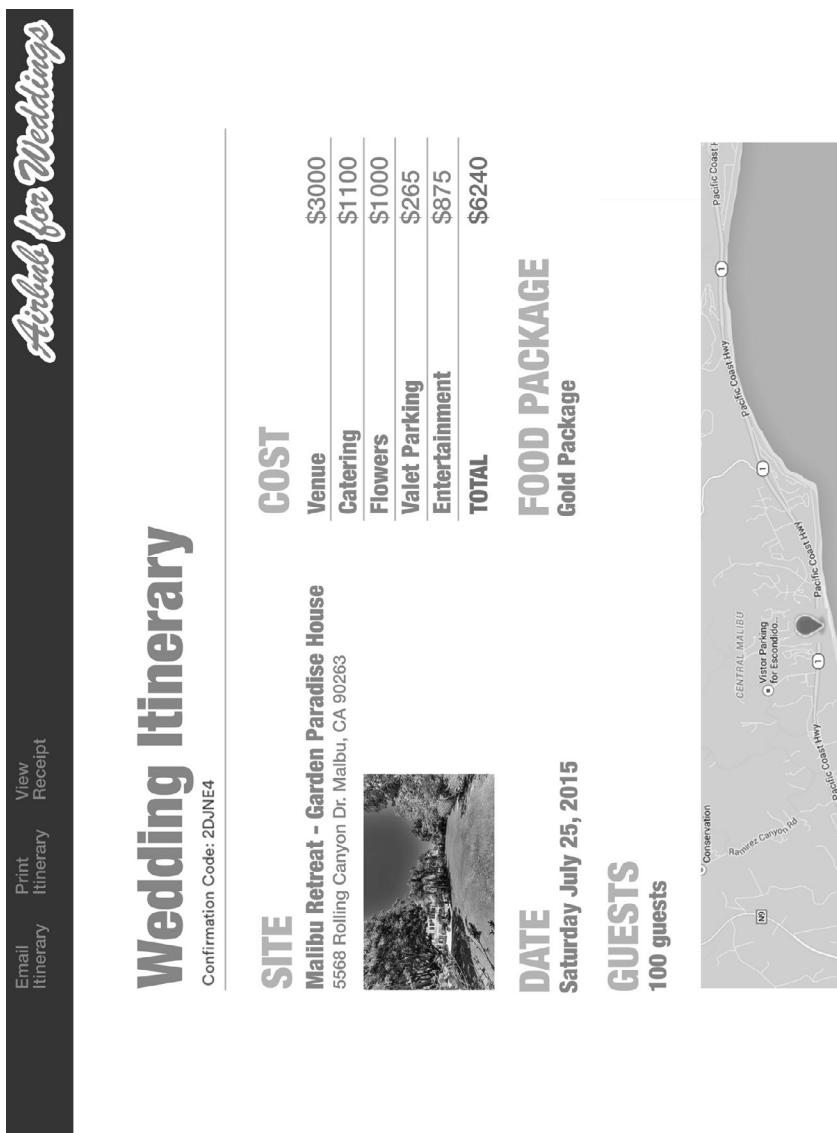 Email
Itinerary
Print
Itinerary
View
Receipt
Airbnb for Weddings
Wedding Itinerary
Confirmation Code: 2DJNE4
SITE
Malibu Retreat - Garden Paradise House
5568 Rolling Canyon Dr. Malbu, CA 90263
DATE
Saturday July 25, 2015
GUESTS
100 guests
COST
Venue $3000
Catering $1100
Flowers $1000
Valet Parking $265
Entertainment $875
TOTAL $6240
FOOD PACKAGE
Gold Package
Conservation
Ramirez Canyon Rd
N9
CENTRAL MALIBU
Vistor Parking
for Escondido...
Pacific Coast Hwy
1
Pacific Coast Hwy
1
Pacific Coast Hwy
1
Pacific Coast H